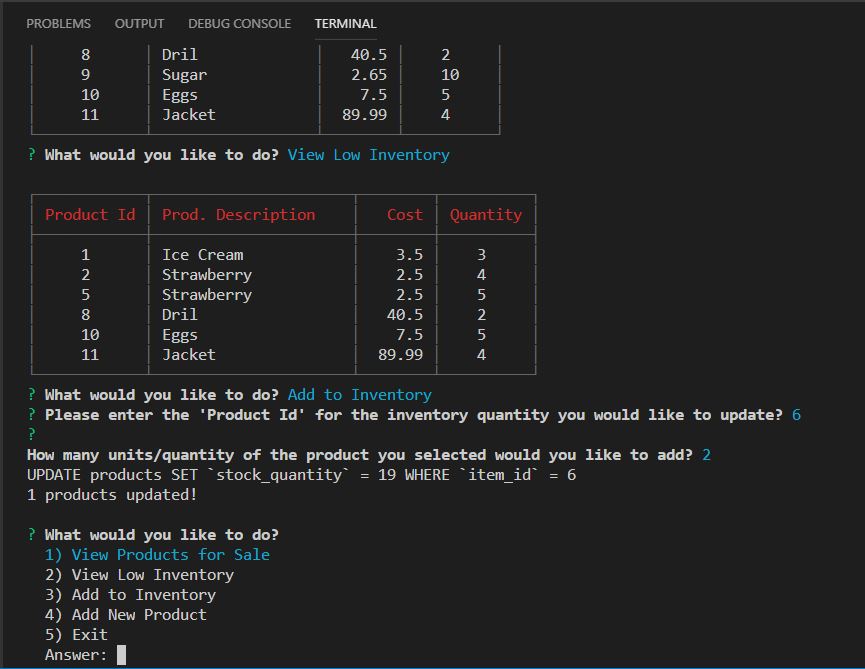 PROBLEMS OUTPUT DEBUG CONSOLE TERMINAL
8 Dril 40.5 2
9 Sugar 2.65 10
10 Eggs 7.5 5
11 Jacket 89.99 4
? What would you like to do? View Low Inventory
Product Id Prod. Description Cost Quantity
1 Ice Cream 3.5 3
2 Strawberry 2.5 4
5 Strawberry 2.5 5
8 Dril 40.5 2
10 Eggs 7.5 5
11 Jacket 89.99 4
? What would you like to do? Add to Inventory
? Please enter the 'Product Id' for the inventory quantity you would like to update? 6
?
How many units/quantity of the product you selected would you like to add? 2
UPDATE products SET `stock_quantity` = 19 WHERE `item_id` = 6
1 products updated!
? What would you like to do?
1) View Products for Sale
2) View Low Inventory
3) Add to Inventory
4) Add New Product
5) Exit
Answer: